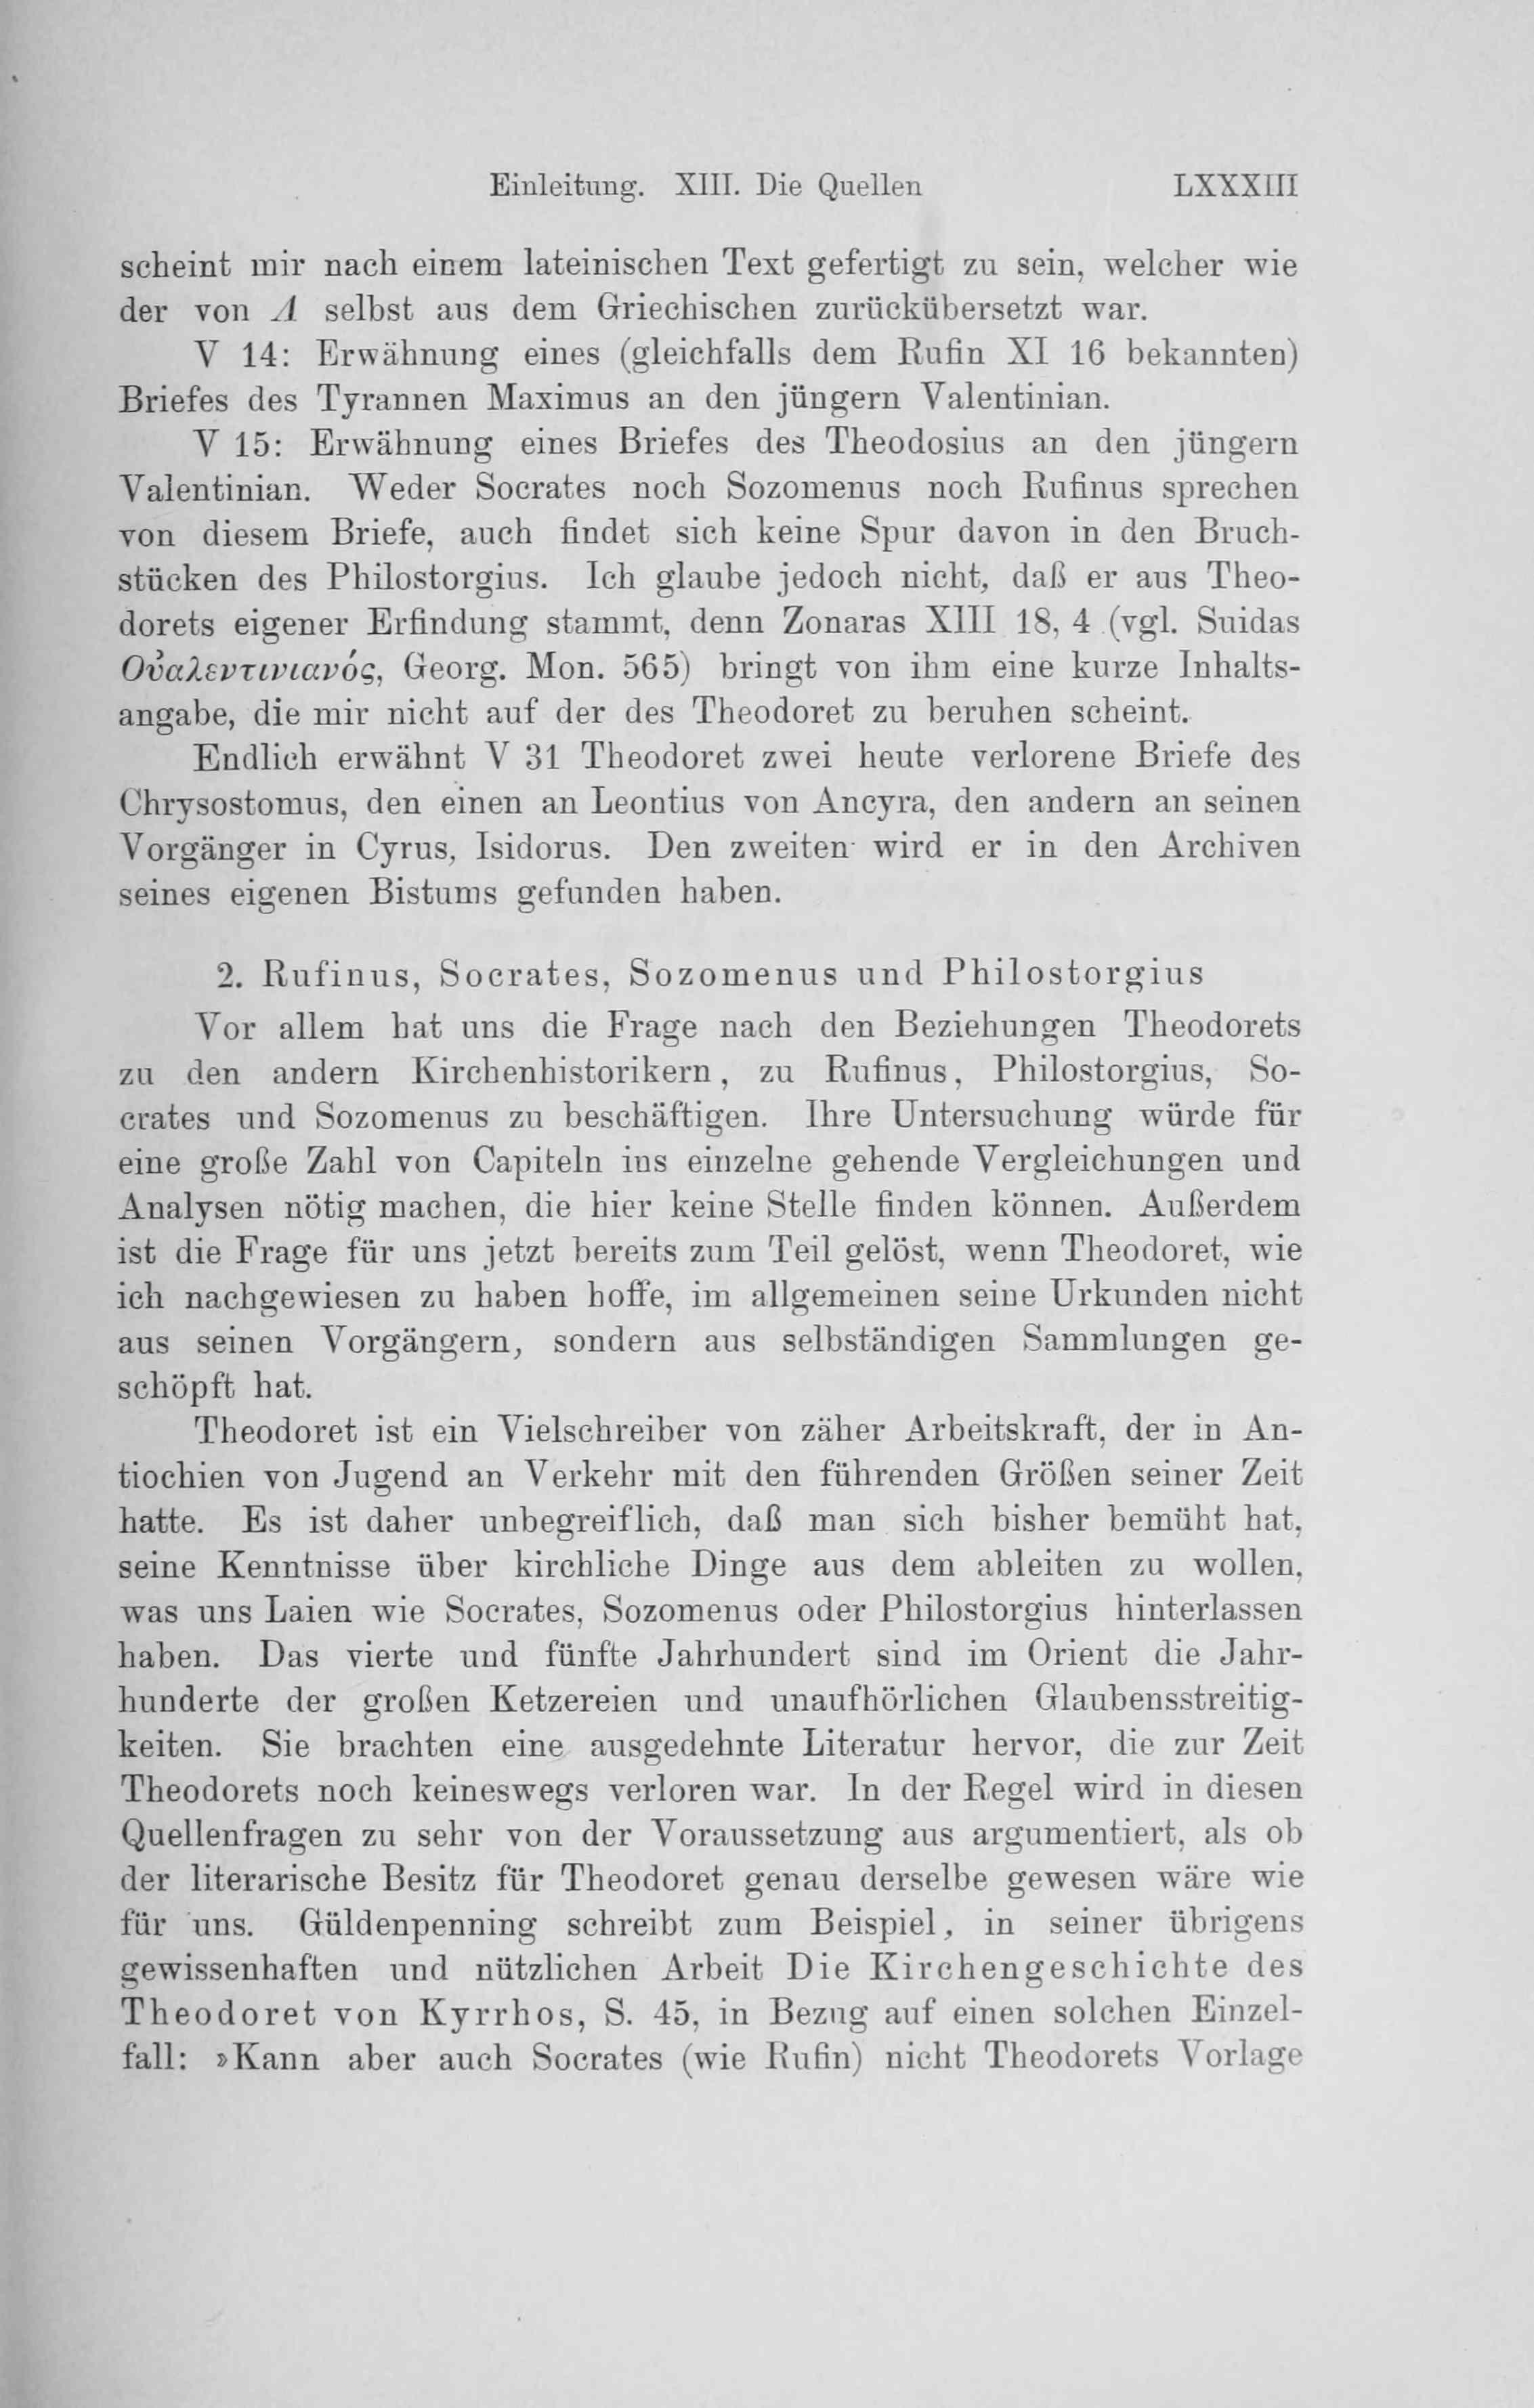 Einleitung. XIII. Die Quellen LXXXIII
scheint mir nach einem lateinischen Text gefertigt zu sein, welcher wie
der von Λ selbst aus dem Griechischen zurückübersetzt war.
V 14: Erwähnung eines (gleichfalls dem Rufin XI 16 bekannten)
Briefes des Tyrannen Maximus an den jüngern Valentinian.
V 15: Erwähnung eines Briefes des Theodosius an den jüngern
Valentinian. Weder Socrates noch Sozomenus noch Rufinus sprechen
von diesem Briefe, auch findet sich keine Spur davon in den Bruch-
stücken des Philostorgius. Ich glaube jedoch nicht, daß er aus Theo-
dorets eigener Erfindung stammt, denn Zonaras XIII 18, 4 (vgl. Suidas
Οὐαλεντινιανός, Georg. Mon. 565) bringt von ihm eine kurze Inhalts-
angabe, die mir nicht auf der des Theodoret zu beruhen scheint.
Endlich erwähnt V 31 Theodoret zwei heute verlorene Briefe des
Chrysostomus, den einen an Leontius von Ancyra, den andern an seinen
Vorgänger in Cyrus, Isidorus. Den zweiten wird er in den Archiven
seines eigenen Bistums gefunden haben.
2. Rufinus, Socrates, Sozomenus und Philostorgius
Vor allem hat uns die Frage nach den Beziehungen Theodorets
zu den andern Kirchenhistorikern, zu Rufinus, Philostorgius, So-
crates und Sozomenus zu beschäftigen. Ihre Untersuchung würde für
eine große Zahl von Capiteln ins einzelne gehende Vergleichungen und
Analysen nötig machen, die hier keine Stelle finden können. Außerdem
ist die Frage für uns jetzt bereits zum Teil gelöst, wenn Theodoret, wie
ich nachgewiesen zu haben hoffe, im allgemeinen seine Urkunden nicht
aus seinen Vorgängern, sondern aus selbständigen Sammlungen ge-
schöpft hat.
Theodoret ist ein Vielschreiber von zäher Arbeitskraft, der in An-
tiochien von Jugend an Verkehr mit den führenden Größen seiner Zeit
hatte. Es ist daher unbegreiflich, daß man sich bisher bemüht hat,
seine Kenntnisse über kirchliche Dinge aus dem ableiten zu wollen,
was uns Laien wie Socrates, Sozomenus oder Philostorgius hinterlassen
haben. Das vierte und fünfte Jahrhundert sind im Orient die Jahr-
hunderte der großen Ketzereien und unaufhörlichen Glaubensstreitig-
keiten. Sie brachten eine ausgedehnte Literatur hervor, die zur Zeit
Theodorets noch keineswegs verloren war. In der Regel wird in diesen
Quellenfragen zu sehr von der Voraussetzung aus argumentiert, als ob
der literarische Besitz für Theodoret genau derselbe gewesen wäre wie
für uns. Güldenpenning schreibt zum Beispiel, in seiner übrigens
gewissenhaften und nützlichen Arbeit Die Kirchengeschichte des
Theodoret von Kyrrhos, S. 45, in Bezug auf einen solchen Einzel-
fall: »Kann aber auch Socrates (wie Rufin) nicht Theodorets Vorlage